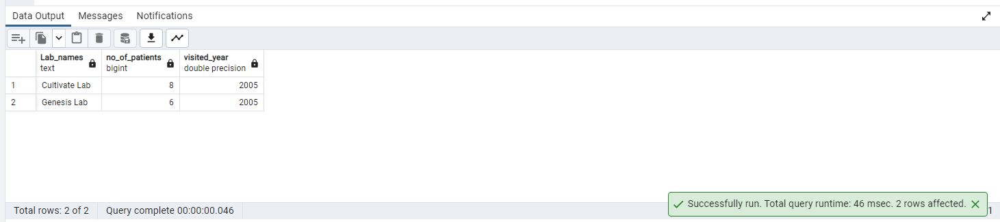 Data Output Messages Notifications
Lab_names no_of_patients visited_year
text bigint double precision
1 Cultivate Lab 8 2005
2 Genesis Lab 6 2005
Successfully run. Total query runtime: 46 msec. 2 rows affected.
Total rows: 2 of 2 Query complete 00:00:00.046 1